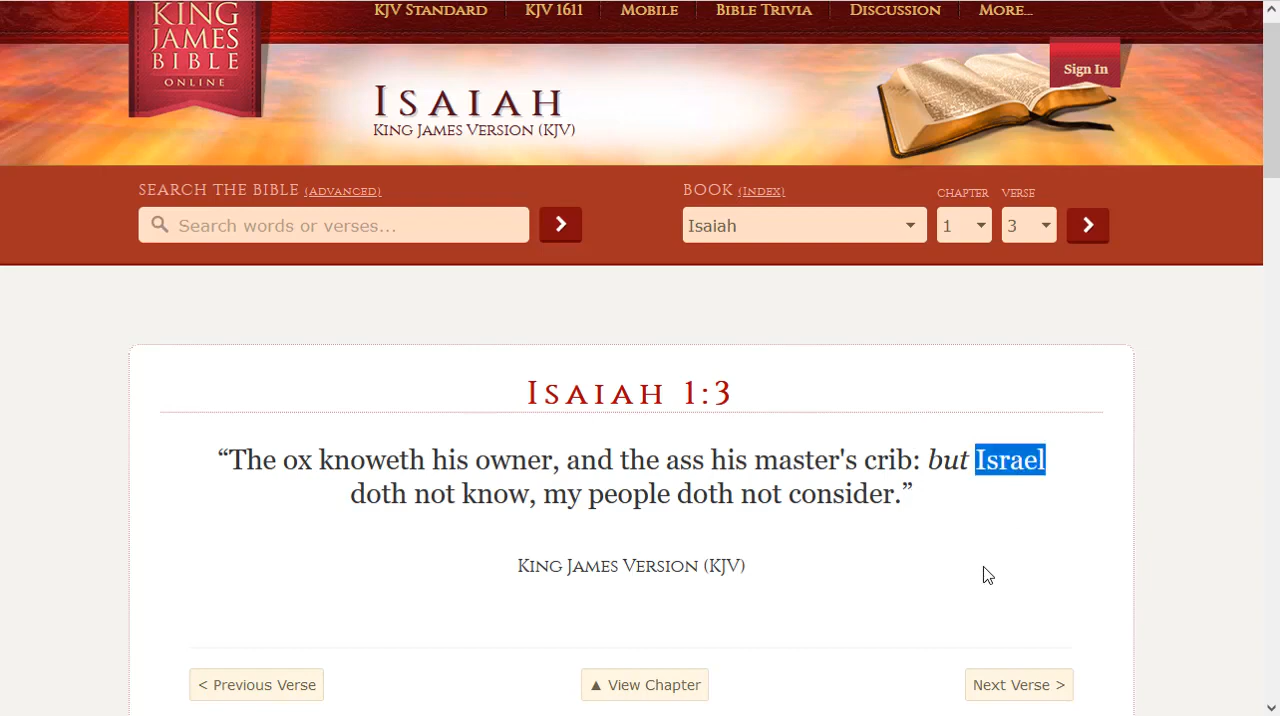 KING
JAMES
BIBLE
ONLINE
KJV STANDARD KJV 1611 MOBILE BIBLE TRIVIA DISCUSSION MORE...
Sign In
ISAIAH
KING JAMES VERSION (KJV)
SEARCH THE BIBLE (ADVANCED)
Search words or verses...
BOOK (INDEX) CHAPTER VERSE
Isaiah 1 3
ISAIAH 1:3
“The ox knoweth his owner, and the ass his master's crib: but Israel
doth not know, my people doth not consider.”
KING JAMES VERSION (KJV)
< Previous Verse ▲ View Chapter Next Verse >